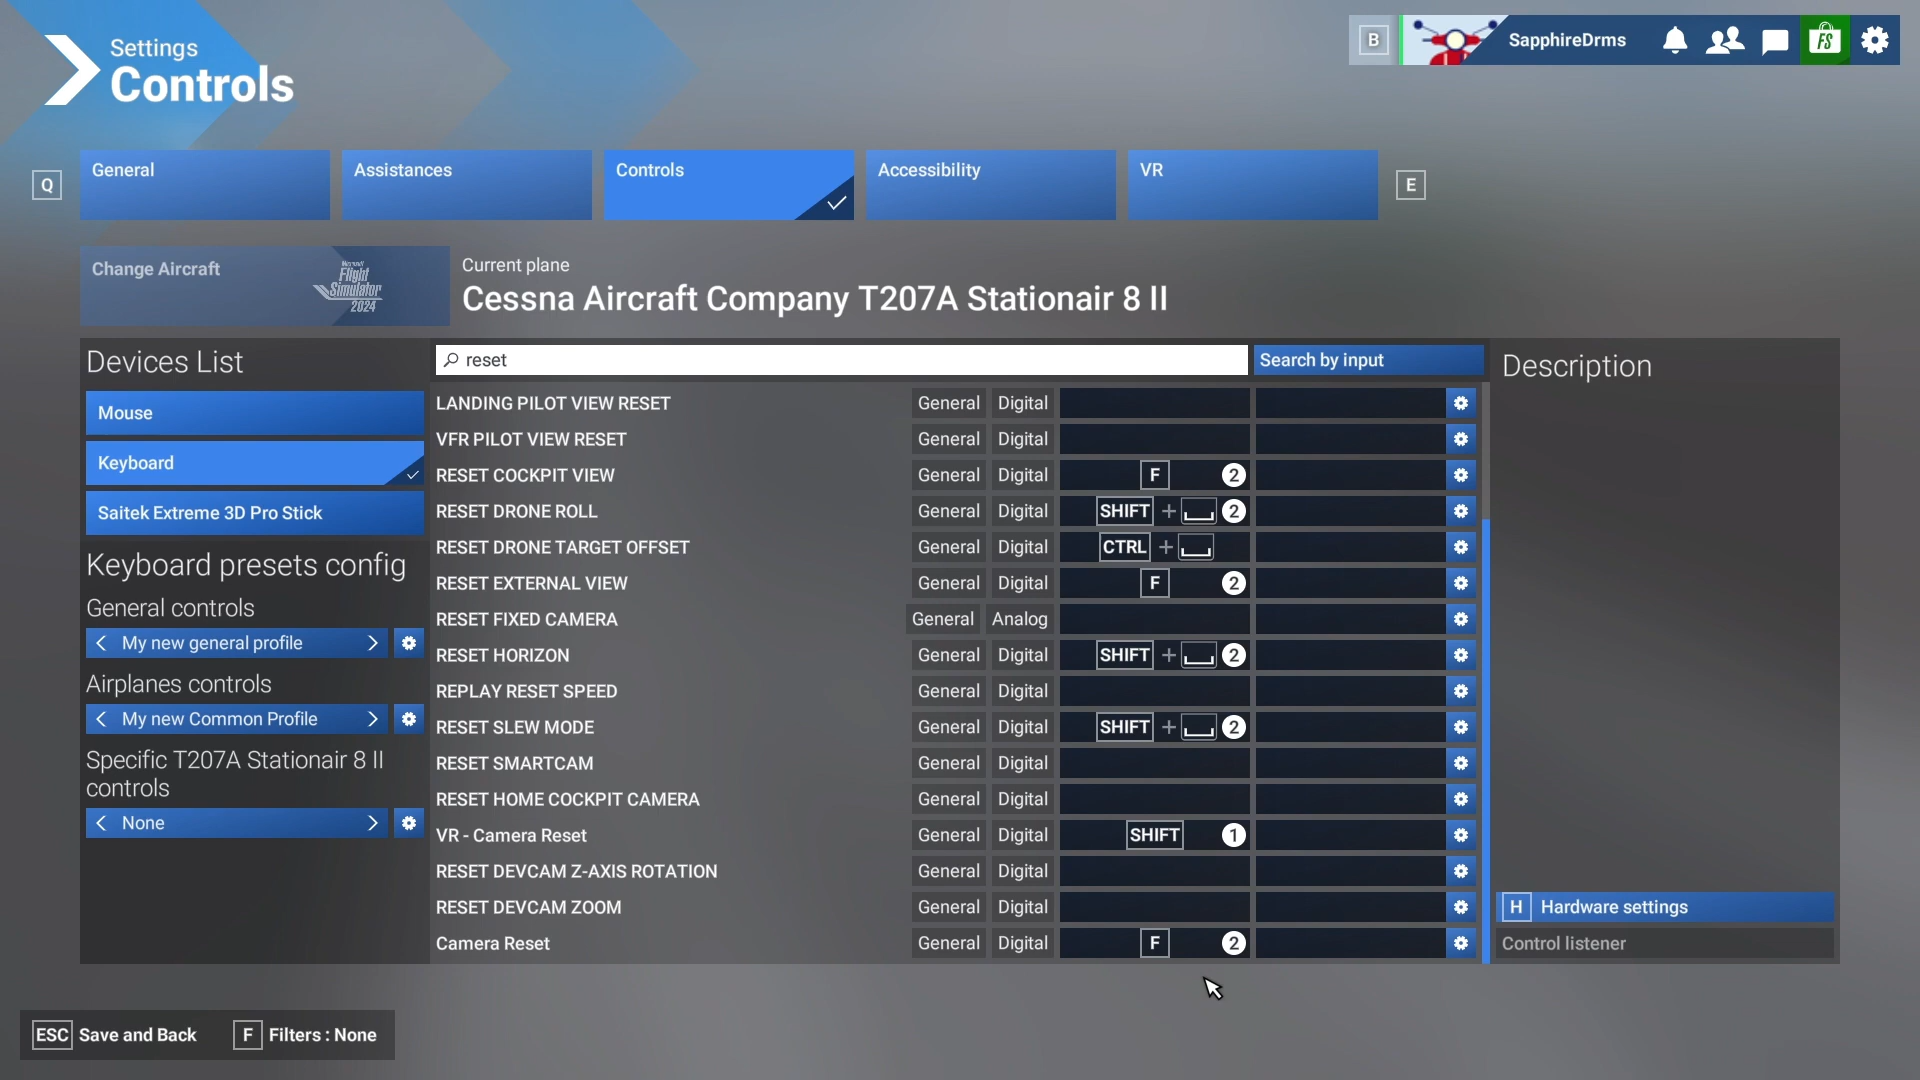 Settings
Controls
B
SapphireDrms
FS
Q
General
Assistances
Controls
Accessibility
VR
E
Change Aircraft
Microsoft
Flight
Simulator
2024
Current plane
Cessna Aircraft Company T207A Stationair 8 II
Devices List
Mouse
Keyboard
Saitek Extreme 3D Pro Stick
Keyboard presets config
General controls
My new general profile
Airplanes controls
My new Common Profile
Specific T207A Stationair 8 II
controls
None
reset
Search by input
LANDING PILOT VIEW RESET General Digital
VFR PILOT VIEW RESET General Digital
RESET COCKPIT VIEW General Digital F 2
RESET DRONE ROLL General Digital SHIFT + 2
RESET DRONE TARGET OFFSET General Digital CTRL +
RESET EXTERNAL VIEW General Digital F 2
RESET FIXED CAMERA General Analog
RESET HORIZON General Digital SHIFT + 2
REPLAY RESET SPEED General Digital
RESET SLEW MODE General Digital SHIFT + 2
RESET SMARTCAM General Digital
RESET HOME COCKPIT CAMERA General Digital
VR - Camera Reset General Digital SHIFT 1
RESET DEVCAM Z-AXIS ROTATION General Digital
RESET DEVCAM ZOOM General Digital
Camera Reset General Digital F 2
Description
H Hardware settings
Control listener
ESC Save and Back
F Filters : None